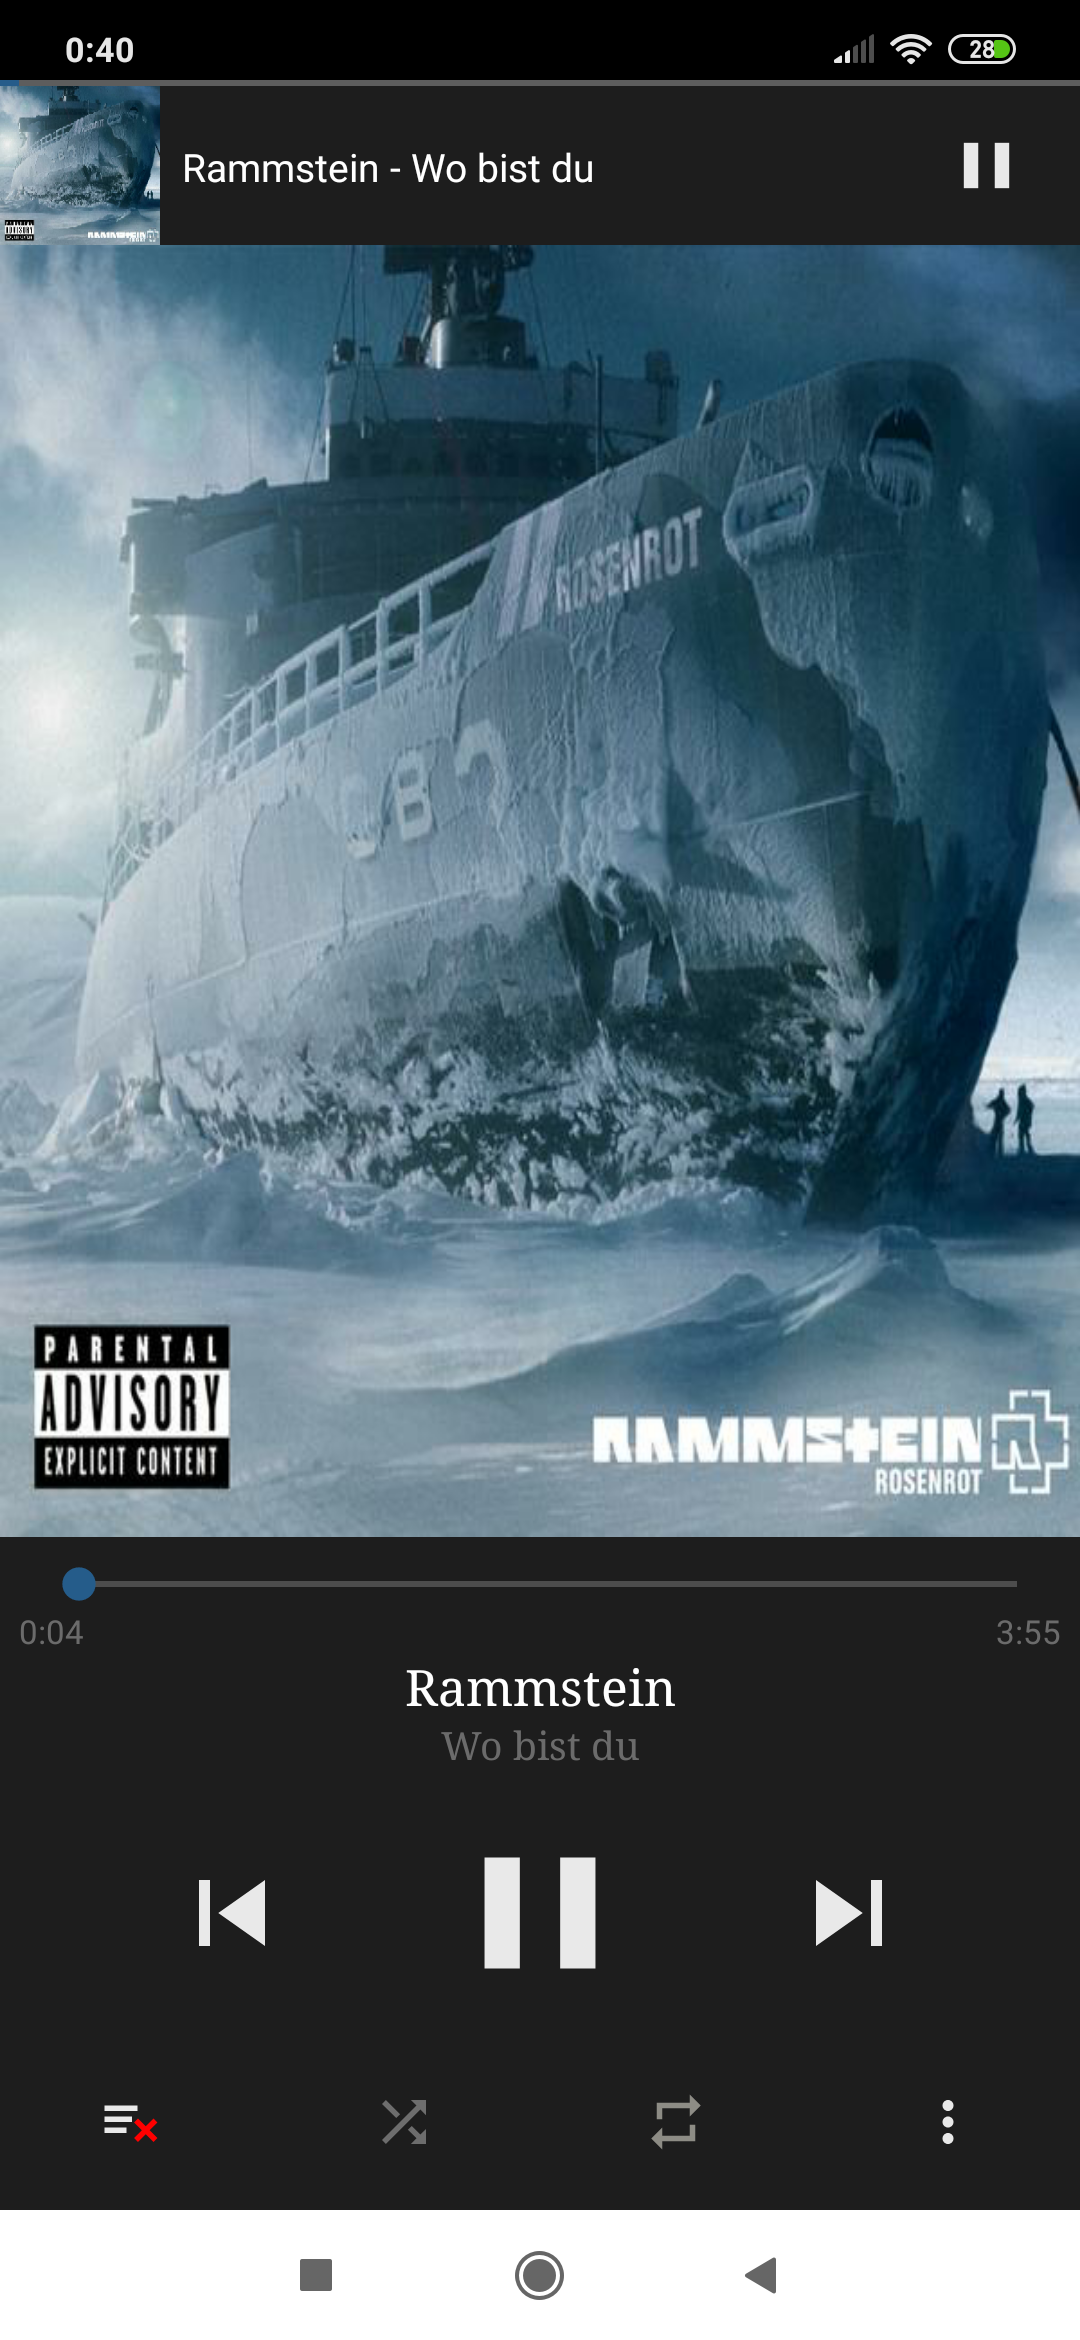 0:40
28
Rammstein - Wo bist du
ROSENROT
B
PARENTAL
ADVISORY
EXPLICIT CONTENT
RAMMSTEIN
ROSENROT
0:04
3:55
Rammstein
Wo bist du